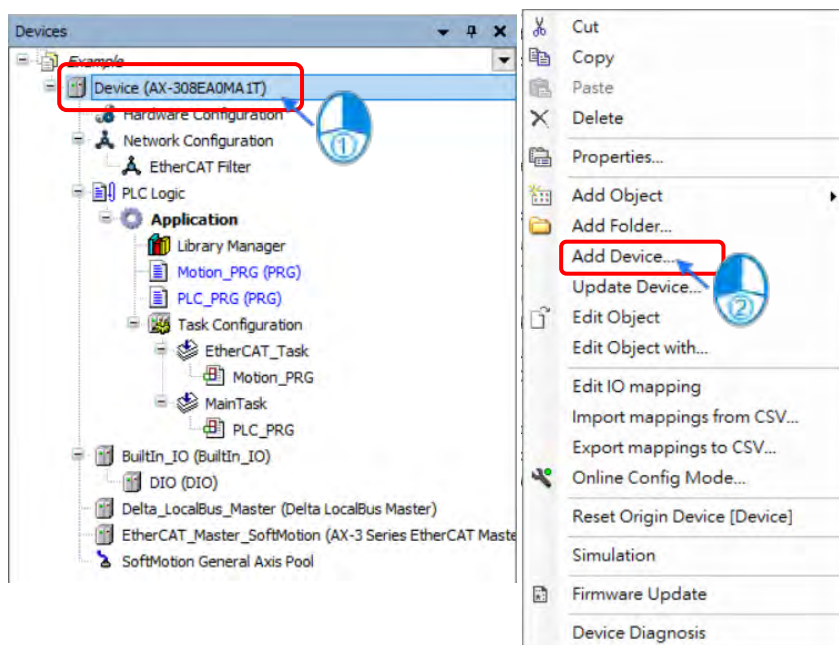 Devices
Example
Device (AX-308EA0MA1T)
Hardware Configuration
①
Network Configuration
EtherCAT Filter
PLC Logic
Application
Library Manager
Motion_PRG (PRG)
PLC_PRG (PRG)
Task Configuration
EtherCAT_Task
Motion_PRG
MainTask
PLC_PRG
BuiltIn_IO (BuiltIn_IO)
DIO (DIO)
Delta_LocalBus_Master (Delta LocalBus Master)
EtherCAT_Master_SoftMotion (AX-3 Series EtherCAT Maste
SoftMotion General Axis Pool
Cut
Copy
Paste
Delete
Properties...
Add Object
Add Folder...
Add Device...
Update Device...
②
Edit Object
Edit Object with...
Edit IO mapping
Import mappings from CSV...
Export mappings to CSV...
Online Config Mode...
Reset Origin Device [Device]
Simulation
Firmware Update
Device Diagnosis